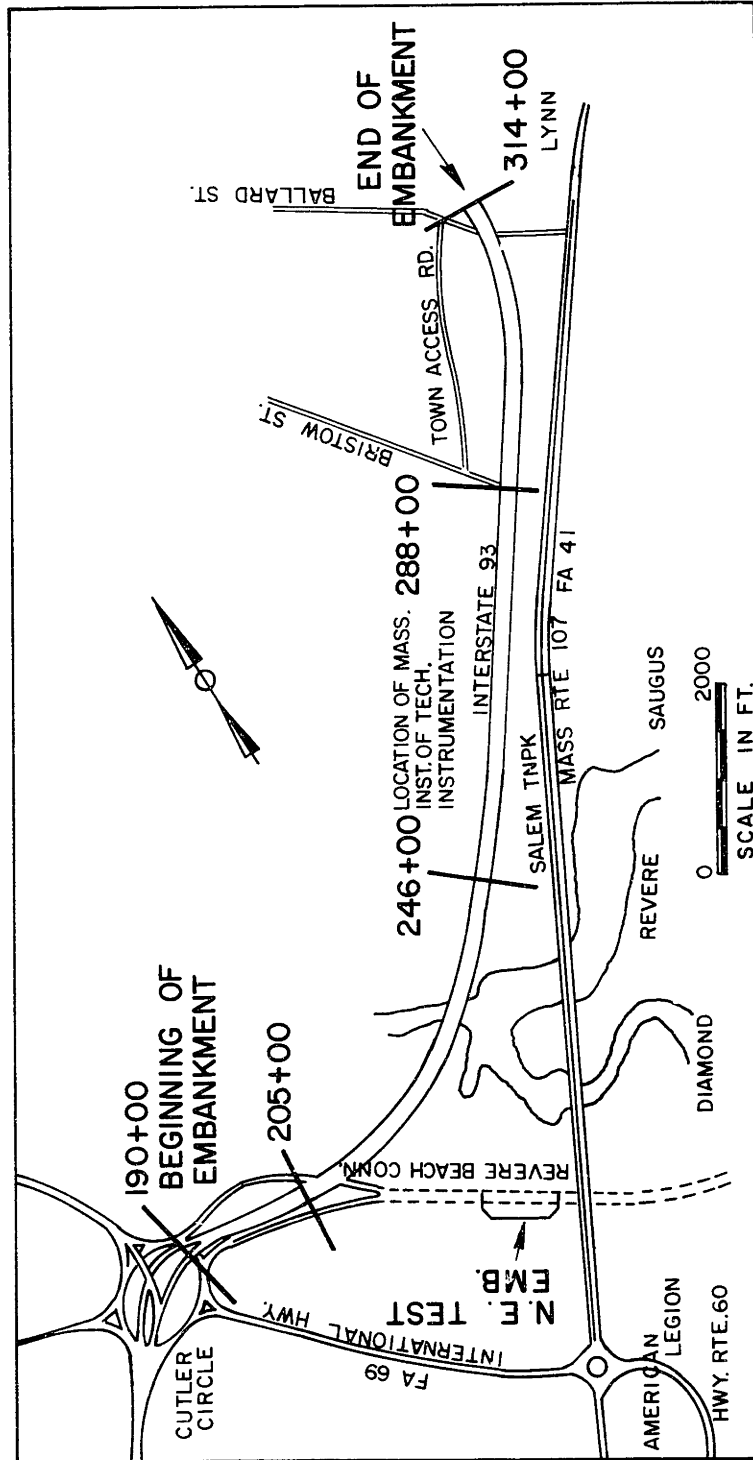 CUTLER
CIRCLE
190+00
BEGINNING OF
EMBANKMENT
205+00
INTERNATIONAL HWY.
FA 69
N.E. TEST
EMB.
REVERE BEACH CONN.
AMERICAN
LEGION
HWY. RTE.60
DIAMOND
REVERE
SAUGUS
246+00
LOCATION OF MASS.
INST. OF TECH.
INSTRUMENTATION
288+00
INTERSTATE 93
SALEM TNPK
MASS RTE 107 FA 41
BRISTOW ST.
TOWN ACCESS RD.
BALLARD ST.
END OF
EMBANKMENT
314+00
LYNN
0 2000
SCALE IN FT.